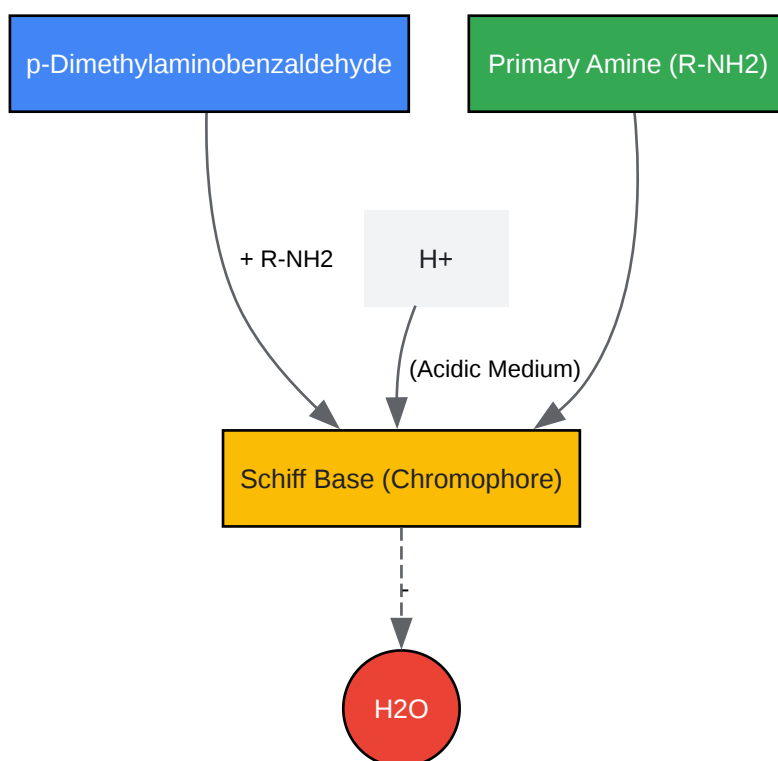 p-Dimethylaminobenzaldehyde
Primary Amine (R-NH2)
+ R-NH2
H+
(Acidic Medium)
Schiff Base (Chromophore)
-
H2O